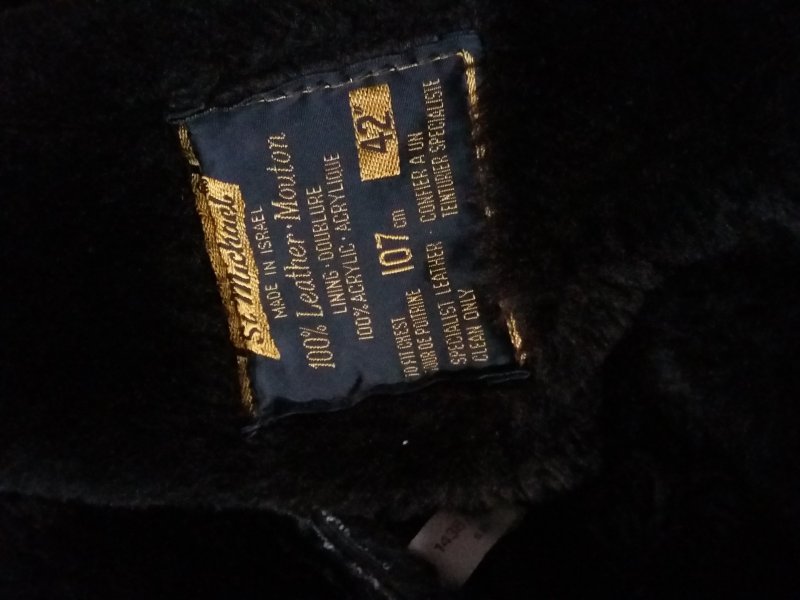 St. Michael
MADE IN ISRAEL
100% Leather · Mouton
LINING · DOUBLURE
100% ACRYLIC · ACRYLIQUE
TO FIT CHEST 107 cm 42"
TOUR DE POITRINE
SPECIALIST LEATHER · CONFIER A UN
CLEAN ONLY TEINTURIER SPECIALISTE